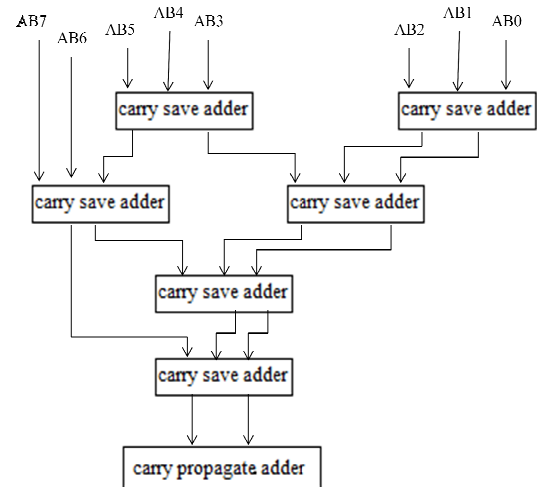 AB7
AB6
AB5
AB4
AB3
AB2
AB1
AB0
carry save adder
carry save adder
carry save adder
carry save adder
carry save adder
carry save adder
carry propagate adder